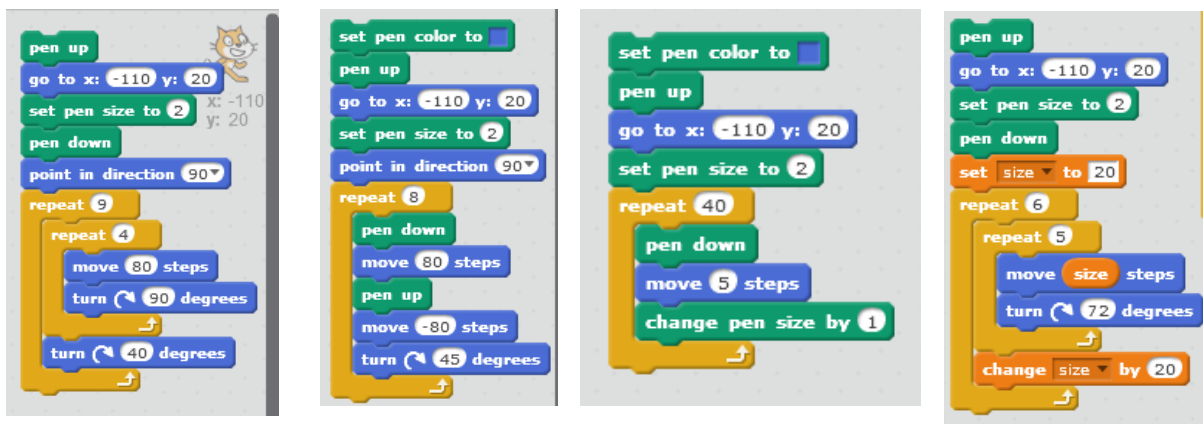 pen up
go to x: -110 y: 20
set pen size to 2
x: -110
y: 20
pen down
point in direction 90
repeat 9
repeat 4
move 80 steps
turn 90 degrees
turn 40 degrees
set pen color to
pen up
go to x: -110 y: 20
set pen size to 2
point in direction 90
repeat 8
pen down
move 80 steps
pen up
move -80 steps
turn 45 degrees
set pen color to
pen up
go to x: -110 y: 20
set pen size to 2
repeat 40
pen down
move 5 steps
change pen size by 1
pen up
go to x: -110 y: 20
set pen size to 2
pen down
set size to 20
repeat 6
repeat 5
move size steps
turn 72 degrees
change size by 20